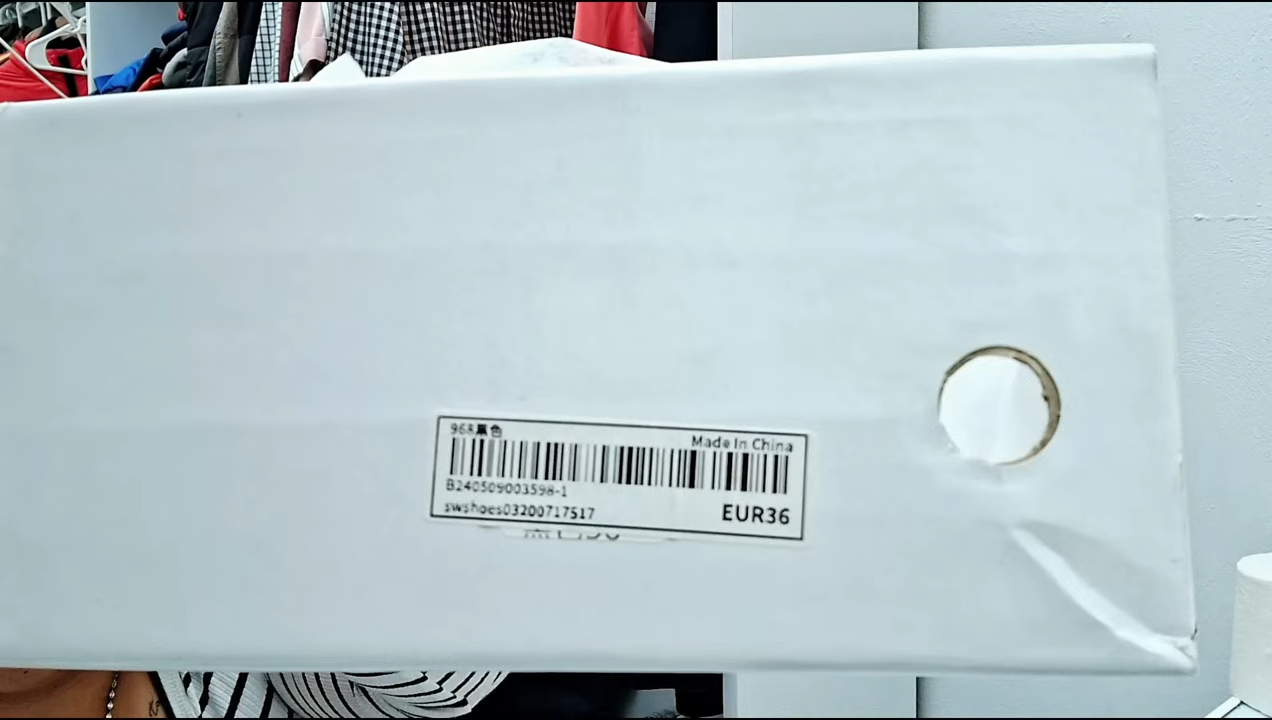 968黑色
Made In China
B240509003598-1
swshoes03200717517
EUR36